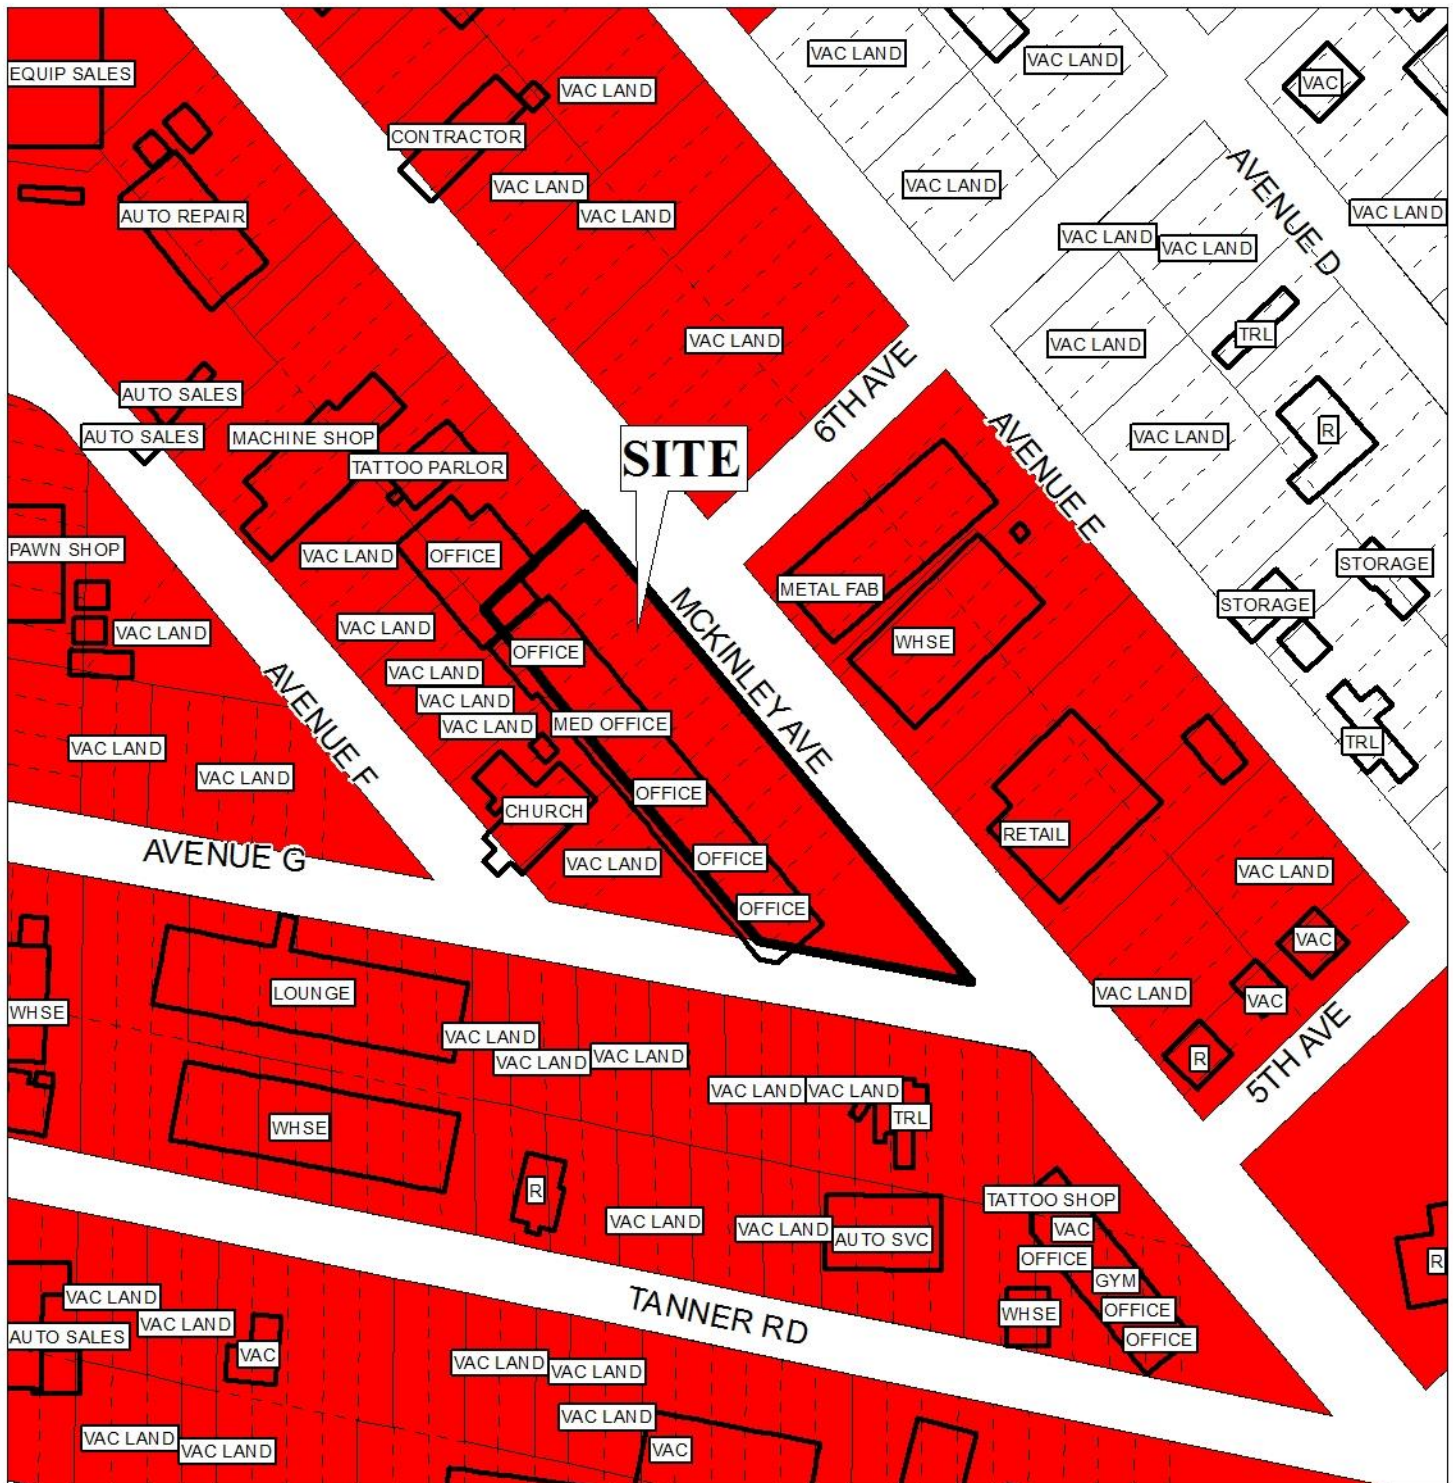 VAC LAND
VAC LAND
EQUIP SALES
VAC
VAC LAND
CONTRACTOR
AVENUE D
VAC LAND
VAC LAND
VAC LAND
AUTO REPAIR
VAC LAND
VAC LAND
VAC LAND
TRL
VAC LAND
VAC LAND
6TH AVE
AUTO SALES
R
AUTO SALES
MACHINE SHOP
VAC LAND
SITE
TATTOO PARLOR
AVENUE E
PAWN SHOP
VAC LAND
OFFICE
STORAGE
METAL FAB
STORAGE
VAC LAND
VAC LAND
WHSE
OFFICE
MCKINLEY AVE
VAC LAND
VAC LAND
MED OFFICE
VAC LAND
AVENUE F
TRL
VAC LAND
VAC LAND
OFFICE
CHURCH
RETAIL
AVENUE G
VAC LAND
OFFICE
VAC LAND
OFFICE
VAC
LOUNGE
VAC LAND
VAC
WHSE
VAC LAND
VAC LAND
VAC LAND
R
5TH AVE
VAC LAND
VAC LAND
TRL
WHSE
R
TATTOO SHOP
VAC LAND
VAC LAND
AUTO SVC
VAC
OFFICE
R
GYM
VAC LAND
TANNER RD
WHSE
OFFICE
VAC LAND
AUTO SALES
OFFICE
VAC
VAC LAND
VAC LAND
VAC LAND
VAC LAND
VAC LAND
VAC